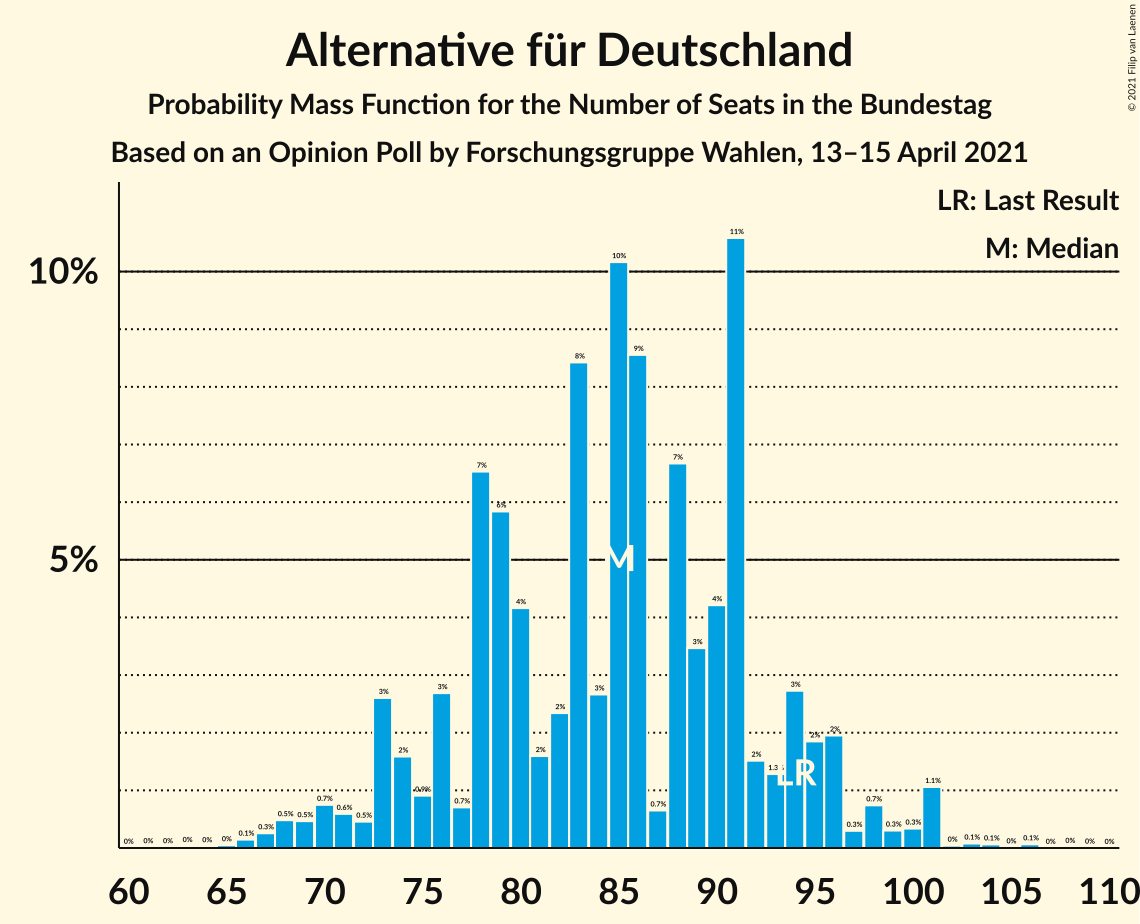 Alternative für Deutschland
Probability Mass Function for the Number of Seats in the Bundestag
Based on an Opinion Poll by Forschungsgruppe Wahlen, 13–15 April 2021
© 2021 Filip van Laenen
LR: Last Result
M: Median
10%
5%
0% 0% 0% 0% 0% 0% 0.1% 0.3% 0.5% 0.5% 0.7% 0.6% 0.5% 3% 2% 0.9% 3% 0.7% 7% 6% 4% 2% 2% 8% 3% 10% 9% 0.7% 7% 3% 4% 11% 2% 1.3 3% 2% 2% 0.3% 0.7% 0.3% 0.3% 1.1% 0% 0.1% 0.1% 0% 0.1% 0% 0% 0% 0%
M
LR
60 65 70 75 80 85 90 95 100 105 110